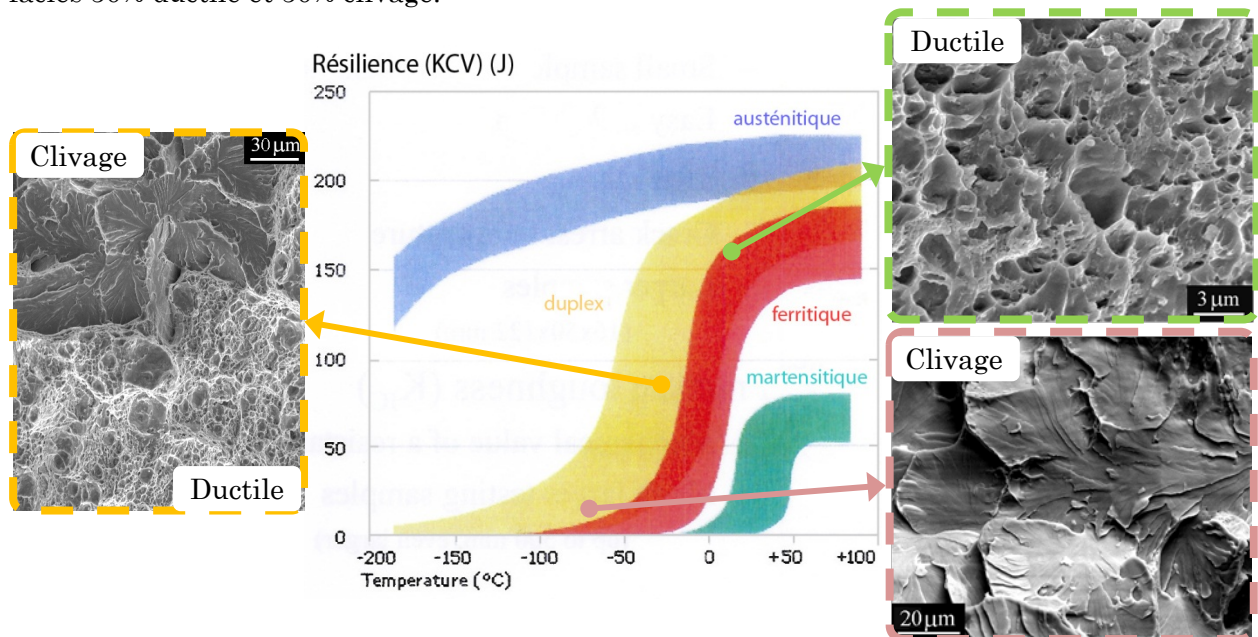 faciès 50% ductile et 50% clivage.
Ductile
Résilience (KCV) (J)
250
austénitique
30 µm
Clivage
200
150
duplex
3 µm
ferritique
Clivage
100
martensitique
50
Ductile
0
-200 -150 -100 -50 0 +50 +100
Temperature (°C)
20 µm